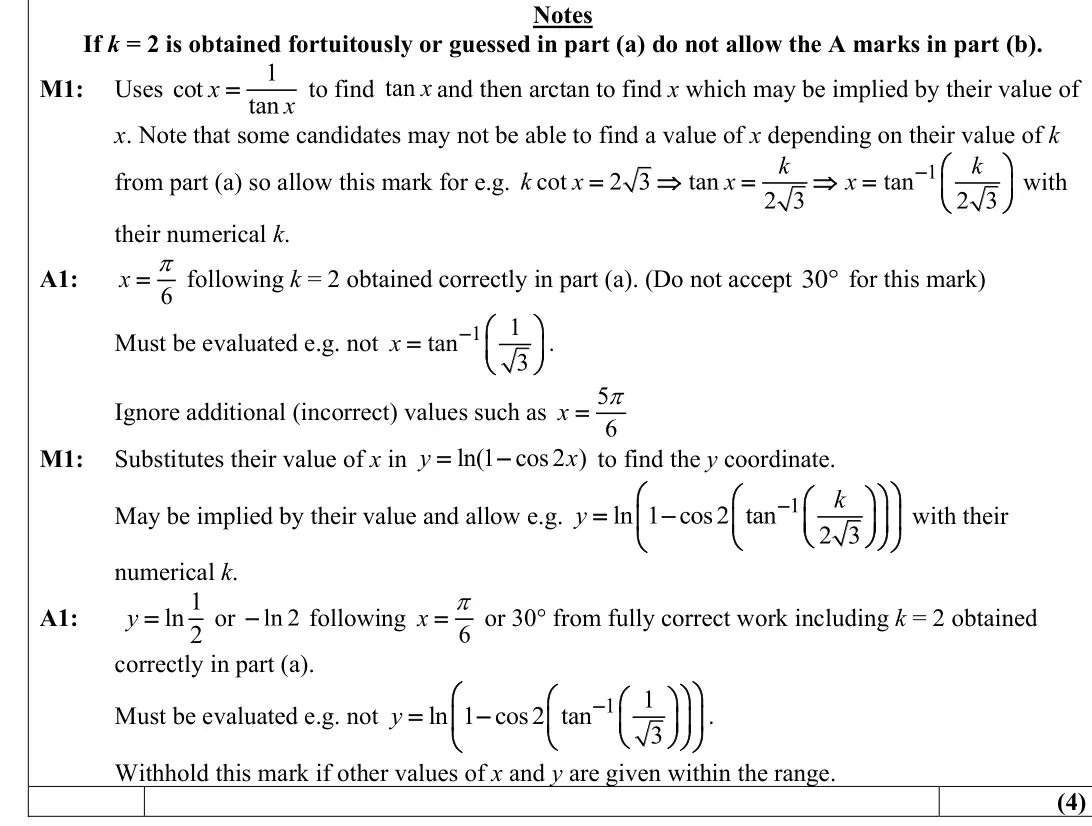 Notes
If k = 2 is obtained fortuitously or guessed in part (a) do not allow the A marks in part (b).
M1: Uses cot x = 1/tan x to find tan x and then arctan to find x which may be implied by their value of
x. Note that some candidates may not be able to find a value of x depending on their value of k
from part (a) so allow this mark for e.g. k cot x = 2√3 ⇒ tan x = k/(2√3) ⇒ x = tan⁻¹(k/(2√3)) with
their numerical k.
A1: x = π/6 following k = 2 obtained correctly in part (a). (Do not accept 30° for this mark)
Must be evaluated e.g. not x = tan⁻¹(1/√3).
Ignore additional (incorrect) values such as x = 5π/6
M1: Substitutes their value of x in y = ln(1 − cos 2x) to find the y coordinate.
May be implied by their value and allow e.g. y = ln(1 − cos 2(tan⁻¹(k/(2√3)))) with their
numerical k.
A1: y = ln 1/2 or − ln 2 following x = π/6 or 30° from fully correct work including k = 2 obtained
correctly in part (a).
Must be evaluated e.g. not y = ln(1 − cos 2(tan⁻¹(1/√3))).
Withhold this mark if other values of x and y are given within the range.
(4)